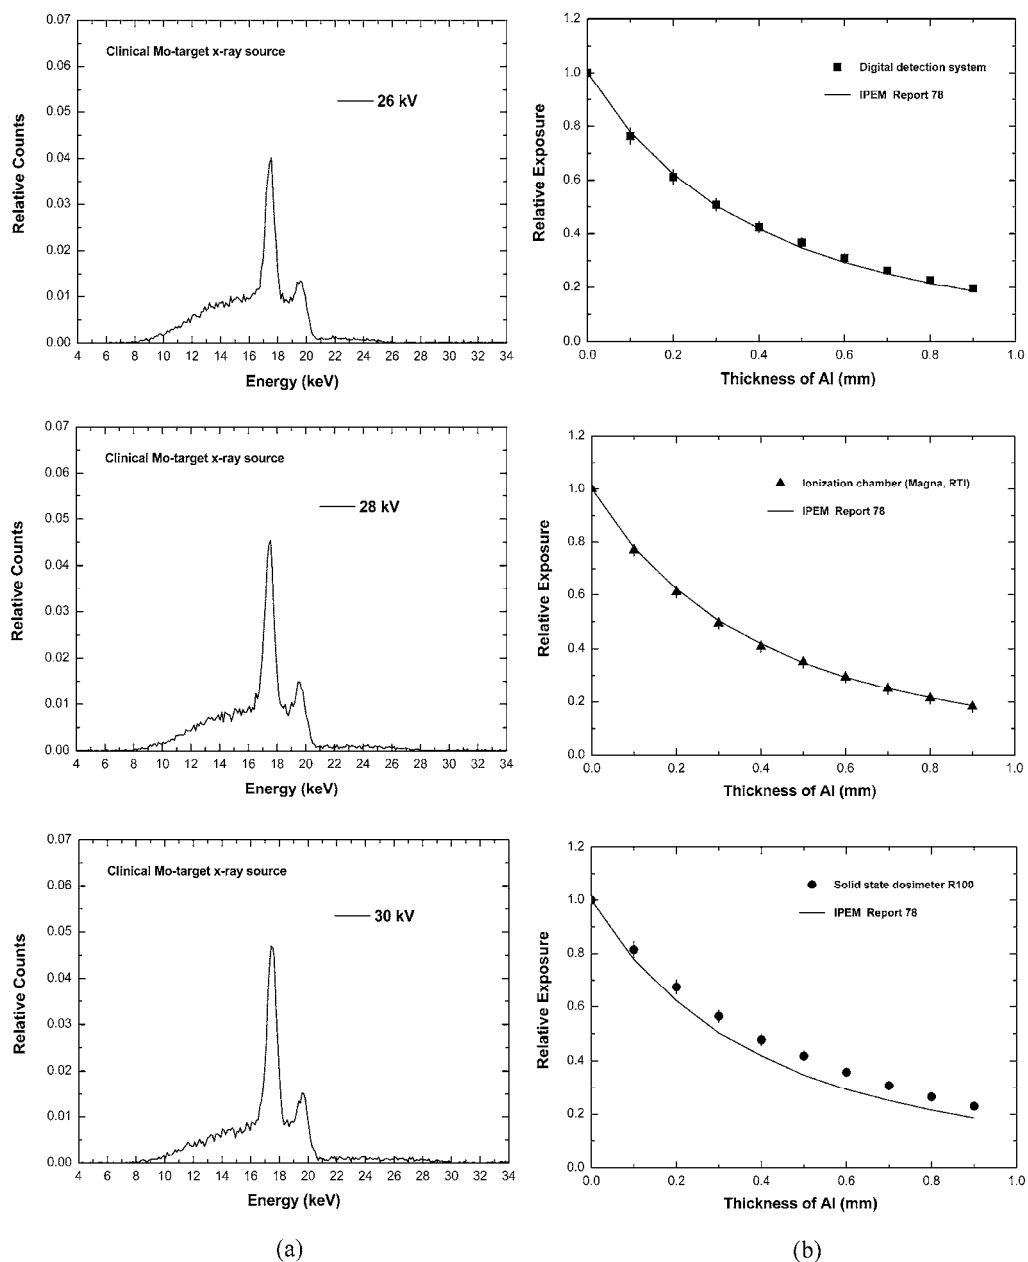 Clinical Mo-target x-ray source
26 kV
Relative Counts
0.07
0.06
0.05
0.04
0.03
0.02
0.01
0.00
4 6 8 10 12 14 16 18 20 22 24 26 28 30 32 34
Energy (keV)
Digital detection system
IPEM Report 78
Relative Exposure
1.2
1.0
0.8
0.6
0.4
0.2
0.0
0.0 0.2 0.4 0.6 0.8 1.0
Thickness of Al (mm)
Clinical Mo-target x-ray source
28 kV
Relative Counts
0.07
0.06
0.05
0.04
0.03
0.02
0.01
0.00
4 6 8 10 12 14 16 18 20 22 24 26 28 30 32 34
Energy (keV)
Ionization chamber (Magna, RTI)
IPEM Report 78
Relative Exposure
1.2
1.0
0.8
0.6
0.4
0.2
0.0
0.0 0.2 0.4 0.6 0.8 1.0
Thickness of Al (mm)
Clinical Mo-target x-ray source
30 kV
Relative Counts
0.07
0.06
0.05
0.04
0.03
0.02
0.01
0.00
4 6 8 10 12 14 16 18 20 22 24 26 28 30 32 34
Energy (keV)
Solid state dosimeter R100
IPEM Report 78
Relative Exposure
1.2
1.0
0.8
0.6
0.4
0.2
0.0
0.0 0.2 0.4 0.6 0.8 1.0
Thickness of Al (mm)
(a)
(b)